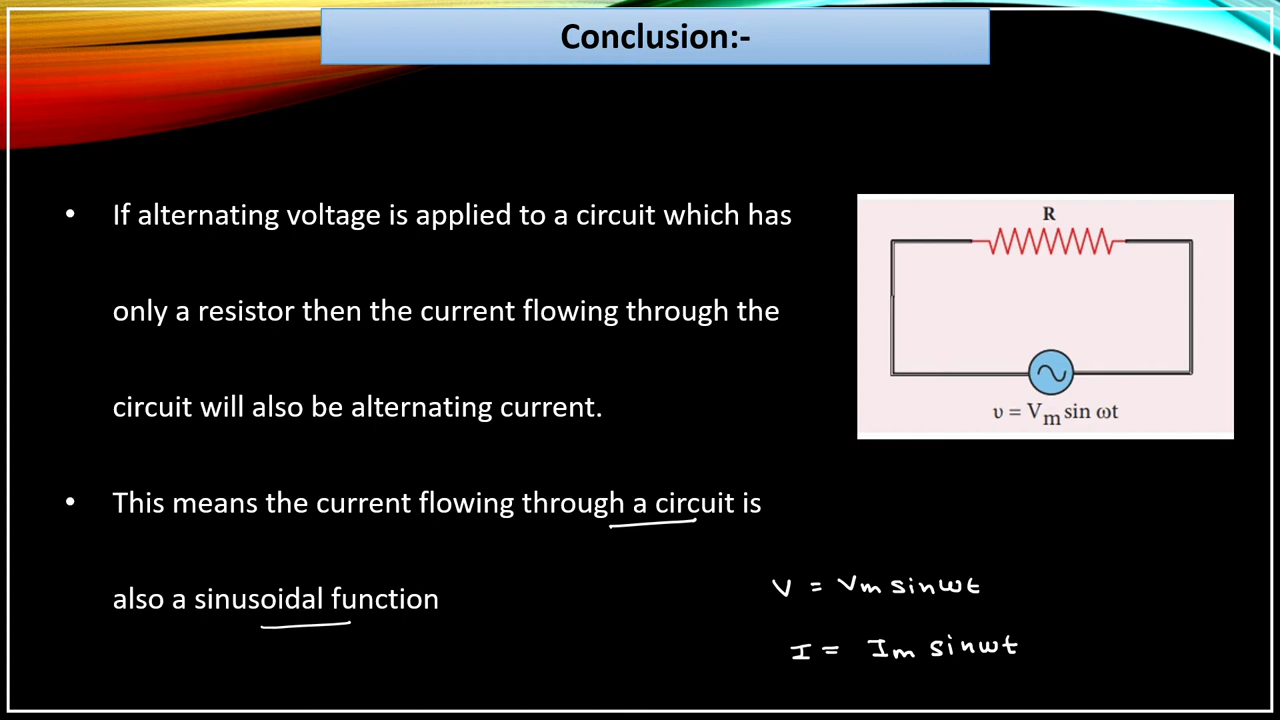 Conclusion:-
• If alternating voltage is applied to a circuit which has
only a resistor then the current flowing through the
circuit will also be alternating current.
• This means the current flowing through a circuit is
also a sinusoidal function
R
υ = Vm sin ωt
V = Vm sinωt
I = Im sinωt